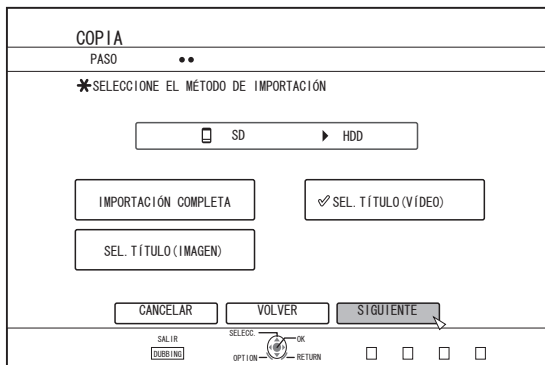 COPIA
PASO
*SELECCIONE EL MÉTODO DE IMPORTACIÓN
SD HDD
IMPORTACIÓN COMPLETA
SEL. TÍTULO(VÍDEO)
SEL. TÍTULO(IMAGEN)
CANCELAR VOLVER SIGUIENTE
SALIR
DUBBING
SELECC.
OK
OPTION
RETURN